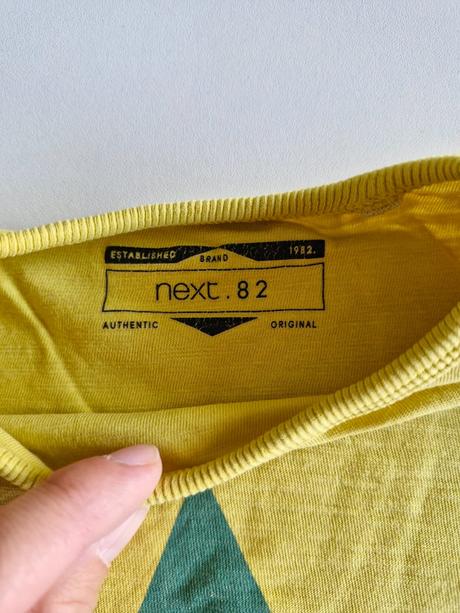 ESTABLISHED BRAND 1982.
next.82
AUTHENTIC ORIGINAL